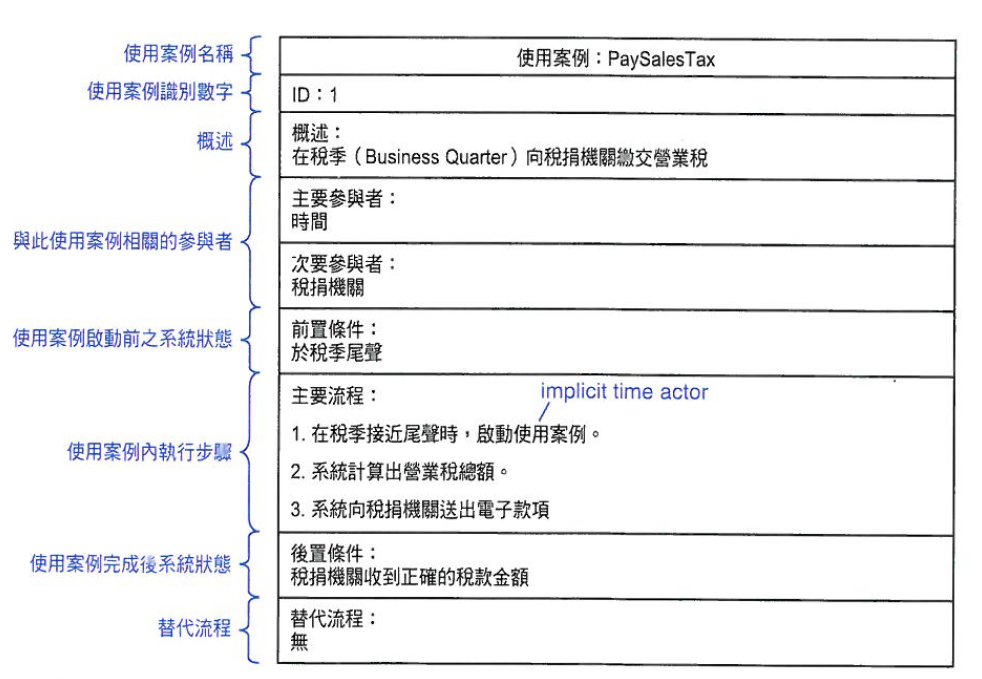 使用案例名稱
使用案例：PaySalesTax
使用案例識別數字
ID：1
概述
概述：
在稅季（Business Quarter）向稅捐機關繳交營業稅
與此使用案例相關的參與者
主要參與者：
時間
次要參與者：
稅捐機關
使用案例啟動前之系統狀態
前置條件：
於稅季尾聲
使用案例內執行步驟
主要流程：
implicit time actor
1. 在稅季接近尾聲時，啟動使用案例。
2. 系統計算出營業稅總額。
3. 系統向稅捐機關送出電子款項
使用案例完成後系統狀態
後置條件：
稅捐機關收到正確的稅款金額
替代流程
替代流程：
無